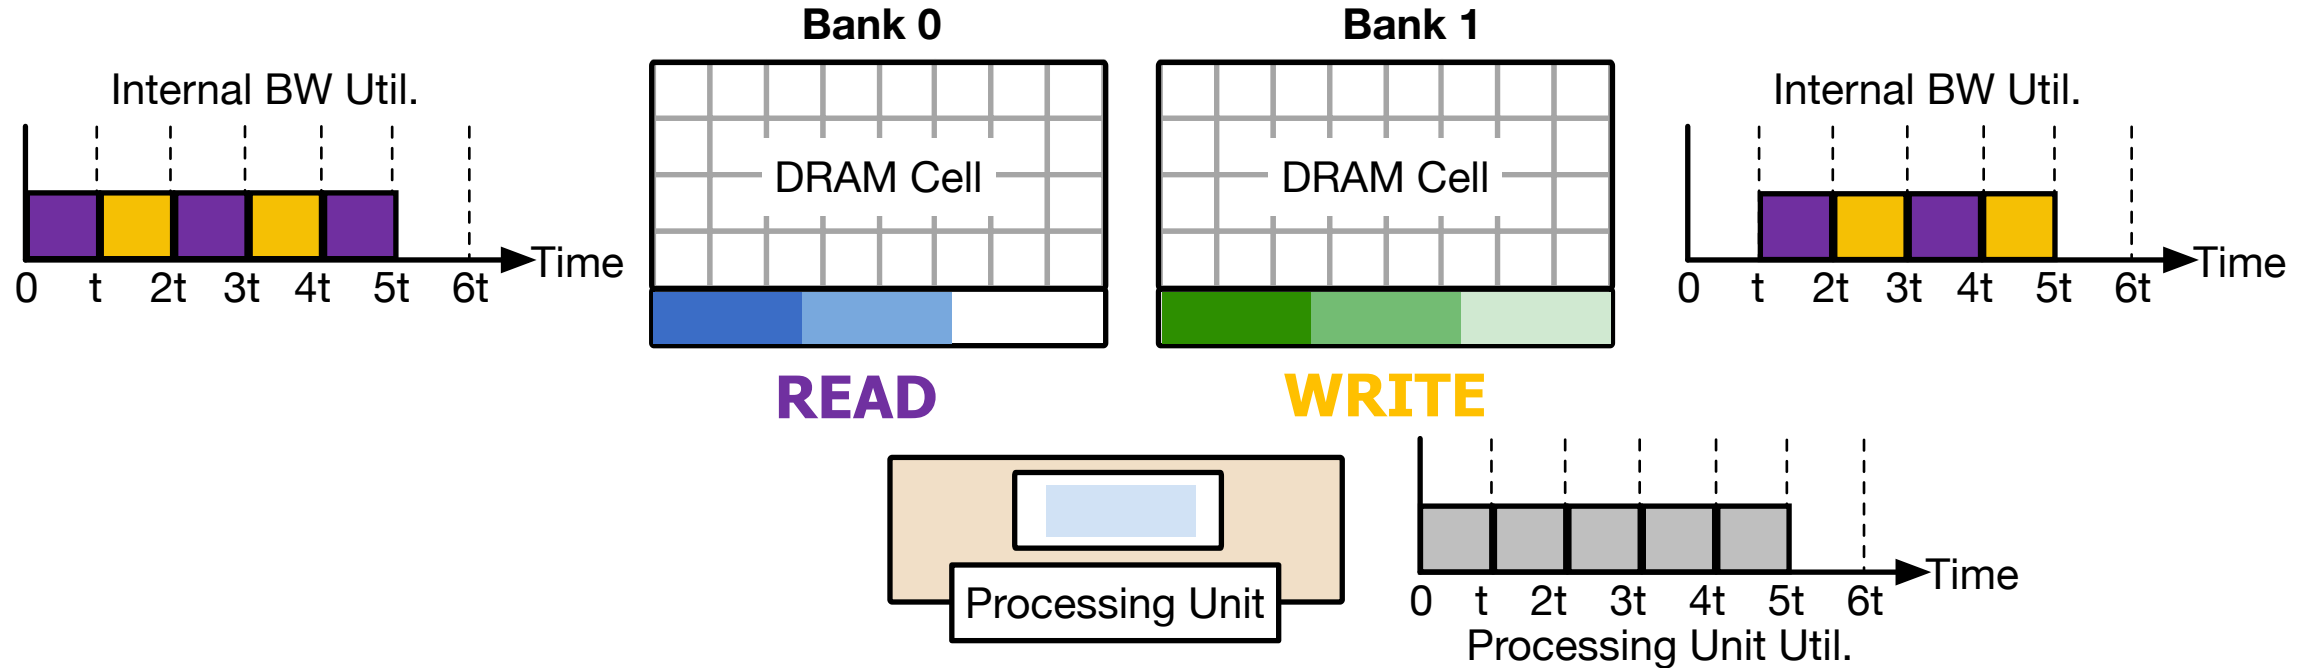 Bank 0
Bank 1
Internal BW Util.
Internal BW Util.
DRAM Cell
DRAM Cell
Time
0 t 2t 3t 4t 5t 6t
Time
0 t 2t 3t 4t 5t 6t
READ
WRITE
Processing Unit
Time
0 t 2t 3t 4t 5t 6t
Processing Unit Util.